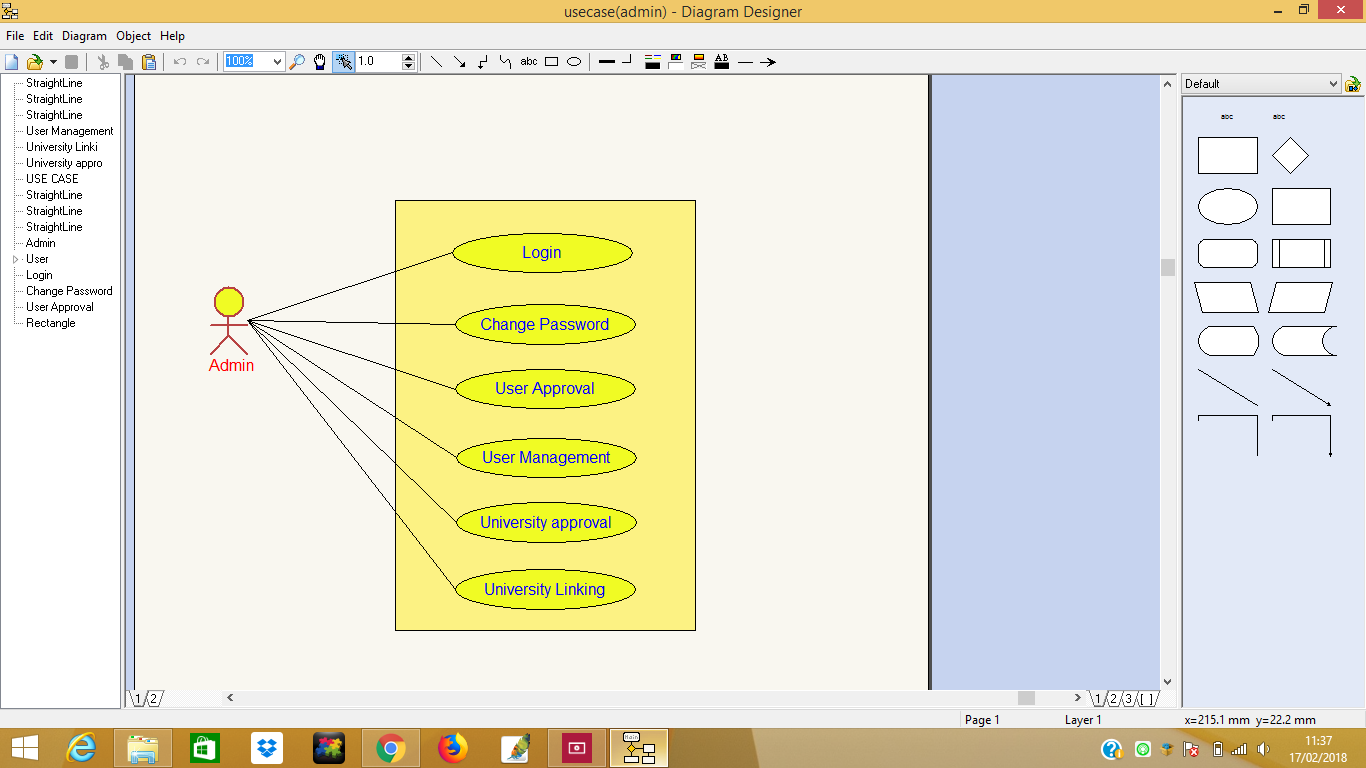 usecase(admin) - Diagram Designer
File Edit Diagram Object Help
100% 1.0 abc AB
StraightLine
StraightLine
StraightLine
User Management
University Linki
University appro
USE CASE
StraightLine
StraightLine
StraightLine
Admin
User
Login
Change Password
User Approval
Rectangle
Login
Change Password
User Approval
User Management
University approval
University Linking
Admin
Default
abc abc
1 2
1 2 3 [ ]
Page 1 Layer 1 x=215.1 mm y=22.2 mm
Main
11:37
17/02/2018